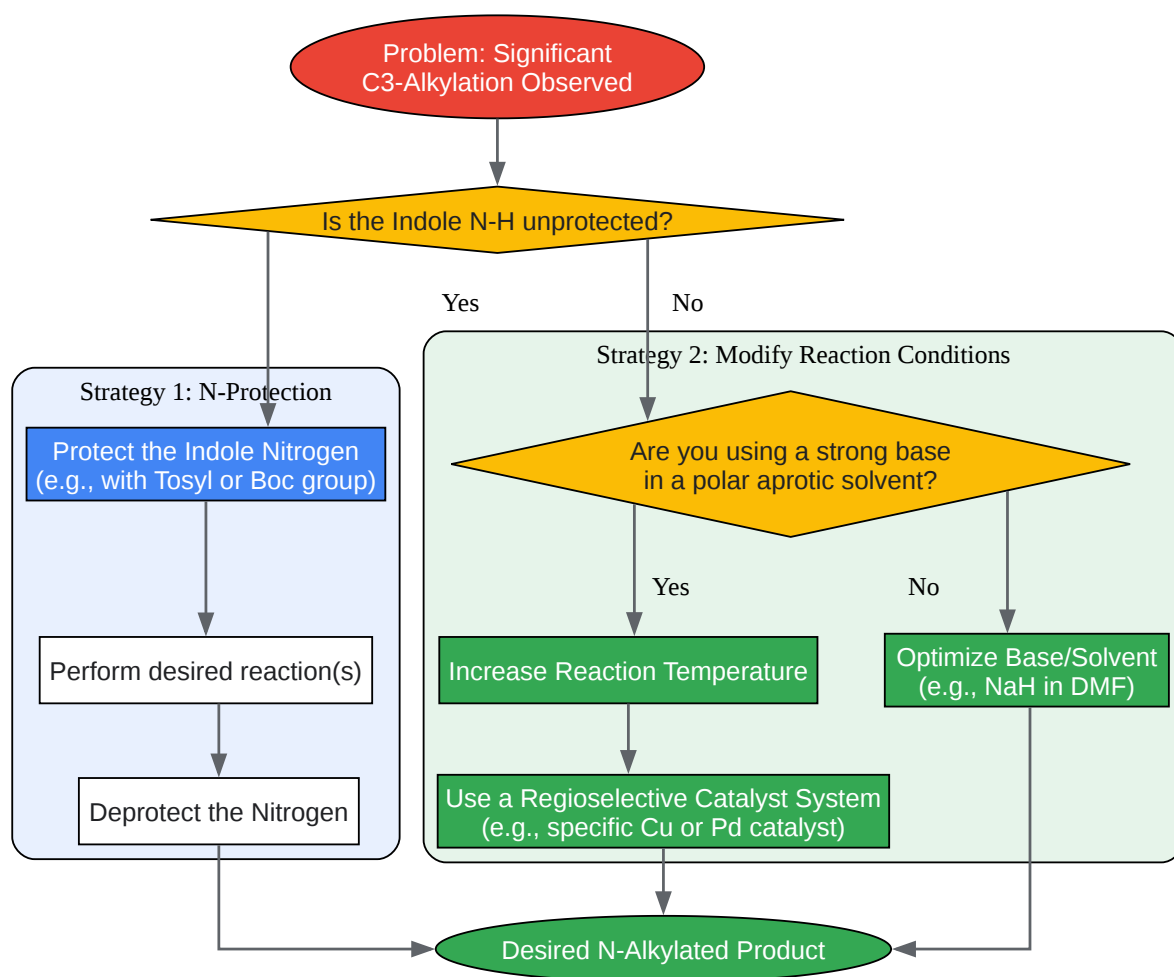 Problem: Significant
C3-Alkylation Observed
Is the Indole N-H unprotected?
Yes
No
Strategy 1: N-Protection
Protect the Indole Nitrogen
(e.g., with Tosyl or Boc group)
Perform desired reaction(s)
Deprotect the Nitrogen
Strategy 2: Modify Reaction Conditions
Are you using a strong base
in a polar aprotic solvent?
Yes
No
Increase Reaction Temperature
Optimize Base/Solvent
(e.g., NaH in DMF)
Use a Regioselective Catalyst System
(e.g., specific Cu or Pd catalyst)
Desired N-Alkylated Product